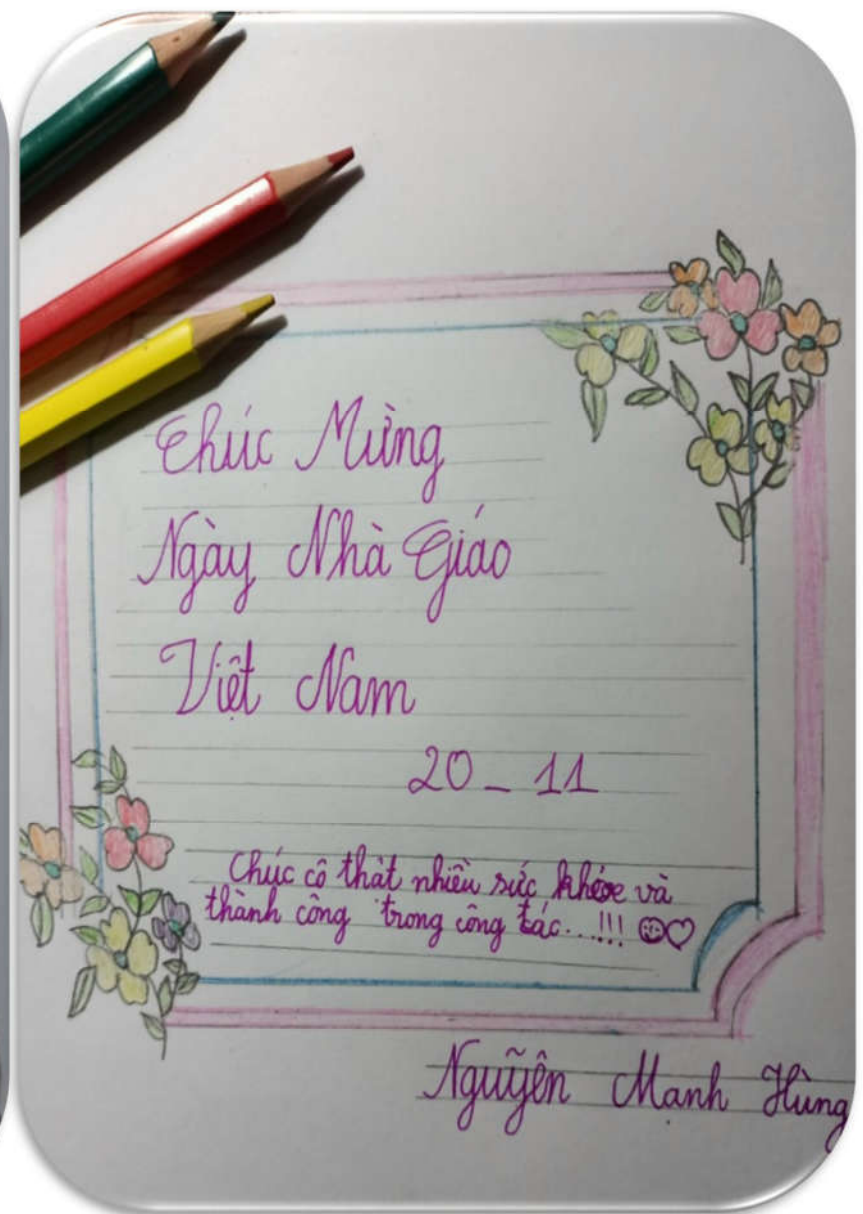 Chúc Mừng
Ngày Nhà Giáo
Việt Nam
20 - 11
Chúc cô thật nhiều sức khỏe và
thành công trong công tác...!!! ☺♡
Nguyễn Mạnh Hùng